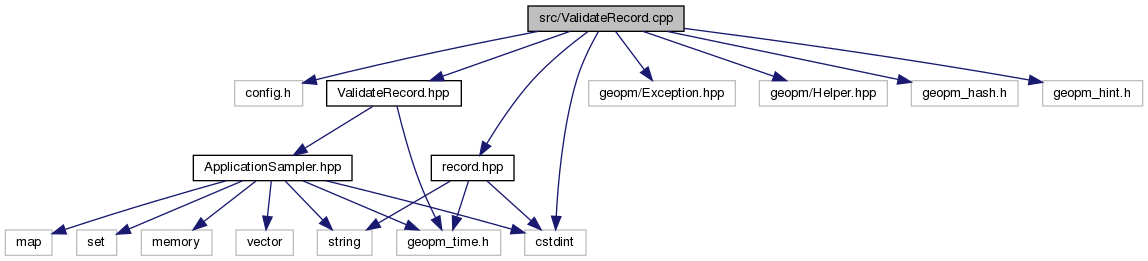 src/ValidateRecord.cpp
config.h
ValidateRecord.hpp
geopm/Exception.hpp
geopm/Helper.hpp
geopm_hash.h
geopm_hint.h
ApplicationSampler.hpp
record.hpp
map
set
memory
vector
string
geopm_time.h
cstdint